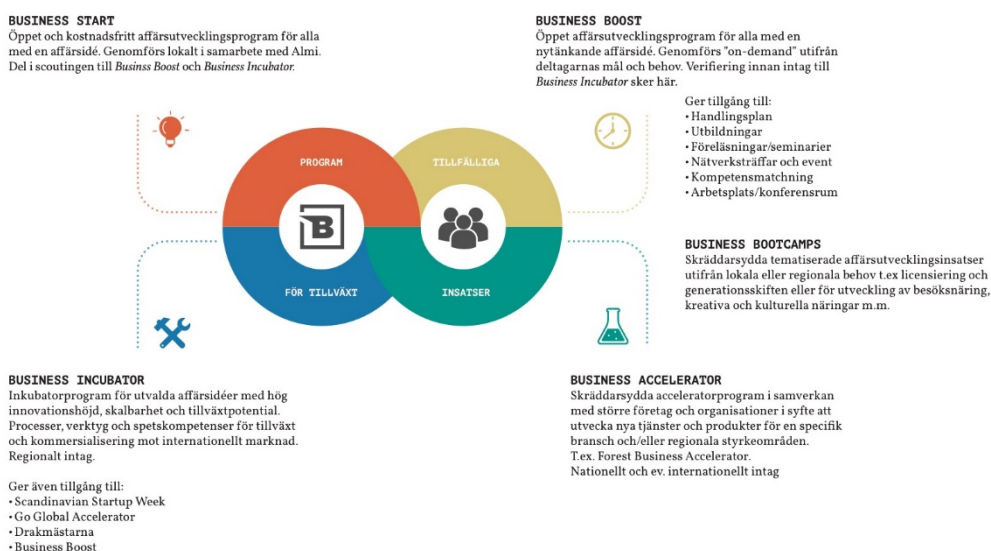 BUSINESS START
Öppet och kostnadsfritt affärsutvecklingsprogram för alla
med en affärsidé. Genomförs lokalt i samarbete med Almi.
Del i scoutingen till Businss Boost och Business Incubator.
BUSINESS BOOST
Öppet affärsutvecklingsprogram för alla med en
nytänkande affärsidé. Genomförs "on-demand" utifrån
deltagarnas mål och behov. Verifiering innan intag till
Business Incubator sker här.
Ger tillgång till:
• Handlingsplan
• Utbildningar
• Föreläsningar/seminarier
• Nätverksträffar och event
• Kompetensmatchning
• Arbetsplats/konferensrum
PROGRAM
TILLFÄLLIGA
B
FÖR TILLVÄXT
INSATSER
BUSINESS BOOTCAMPS
Skräddarsydda tematiserade affärsutvecklingsinsatser
utifrån lokala eller regionala behov t.ex licensiering och
generationsskiften eller för utveckling av besöksnäring,
kreativa och kulturella näringar m.m.
BUSINESS INCUBATOR
Inkubatorprogram för utvalda affärsidéer med hög
innovationshöjd, skalbarhet och tillväxtpotential.
Processer, verktyg och spetskompetenser för tillväxt
och kommersialisering mot internationellt marknad.
Regionalt intag.
Ger även tillgång till:
• Scandinavian Startup Week
• Go Global Accelerator
• Drakmästarna
• Business Boost
BUSINESS ACCELERATOR
Skräddarsydda acceleratorprogram i samverkan
med större företag och organisationer i syfte att
utvecka nya tjänster och produkter för en specifik
bransch och/eller regionala styrkeområden.
T.ex. Forest Business Accelerator.
Nationellt och ev. internationellt intag